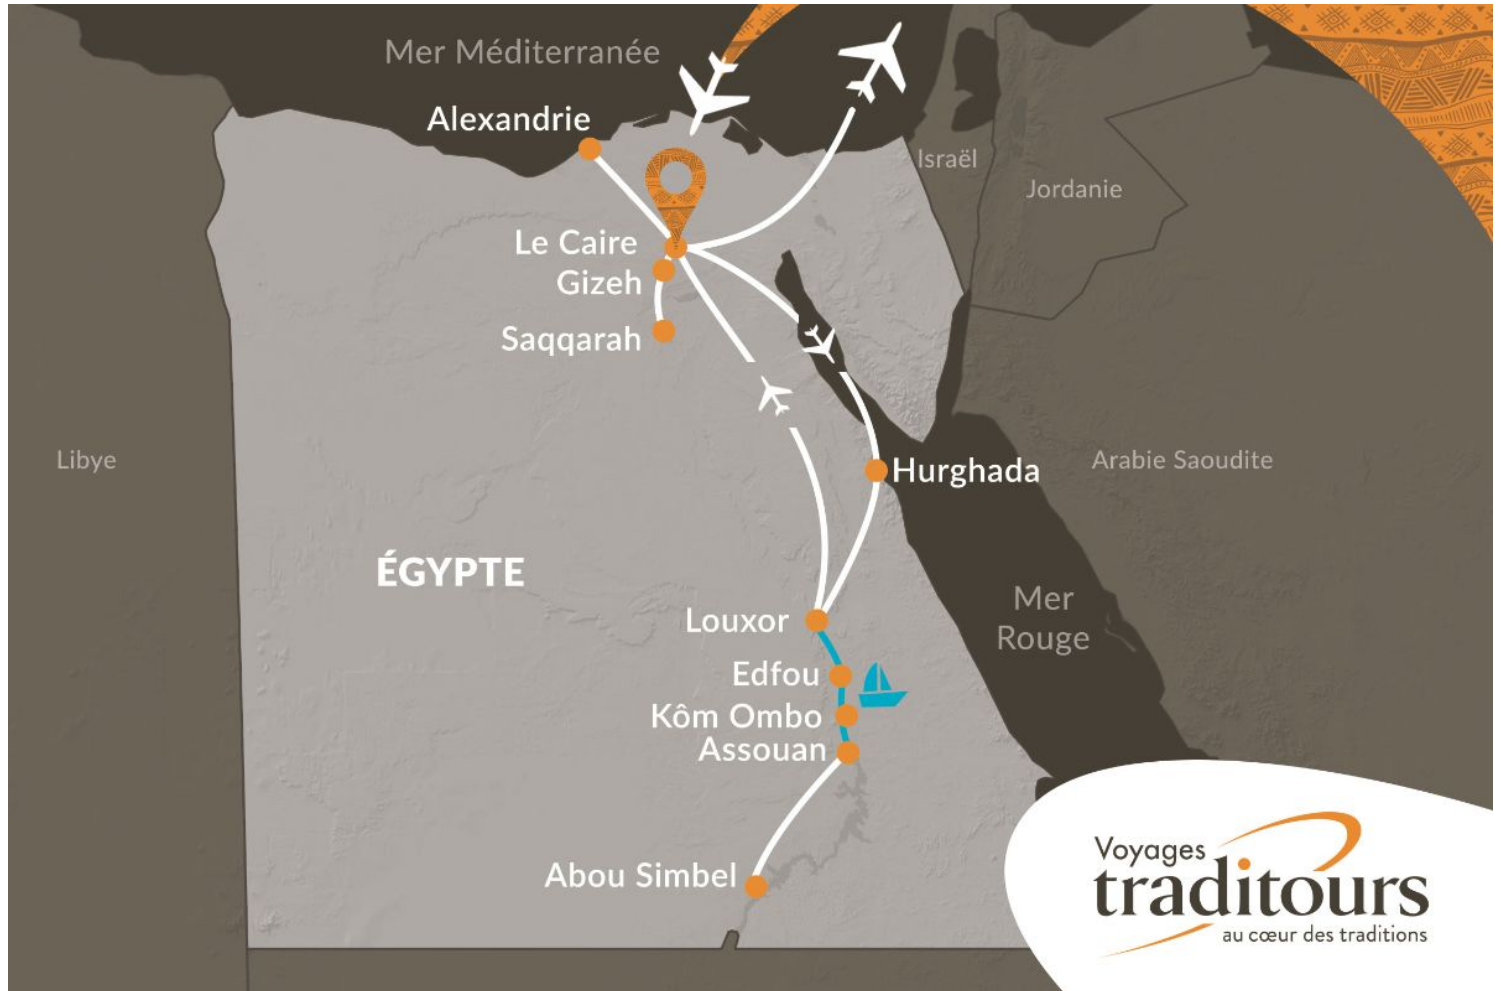 Mer Méditerranée
Alexandrie
Israël
Jordanie
Le Caire
Gizeh
Saqqarah
Libye
Hurghada
Arabie Saoudite
ÉGYPTE
Mer
Rouge
Louxor
Edfou
Kôm Ombo
Assouan
Abou Simbel
Voyages
traditours
au cœur des traditions